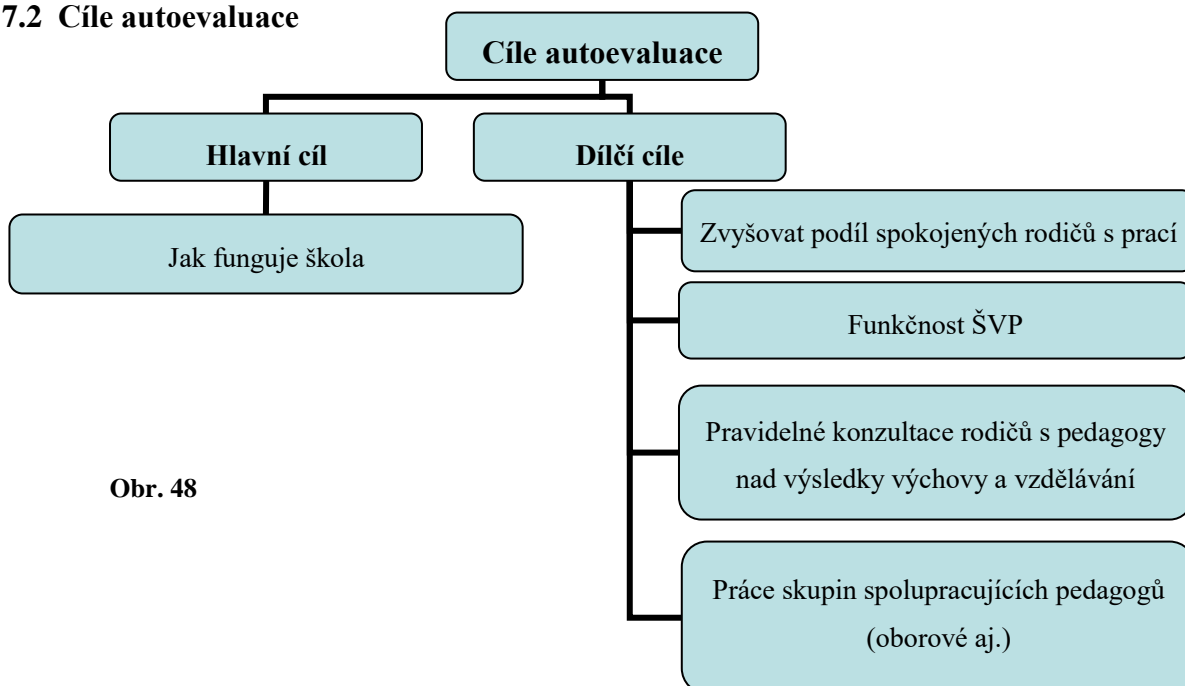 7.2 Cíle autoevaluace
Cíle autoevaluace
Hlavní cíl
Dílčí cíle
Jak funguje škola
Zvyšovat podíl spokojených rodičů s prací
Funkčnost ŠVP
Pravidelné konzultace rodičů s pedagogy
nad výsledky výchovy a vzdělávání
Obr. 48
Práce skupin spolupracujících pedagogů
(oborové aj.)